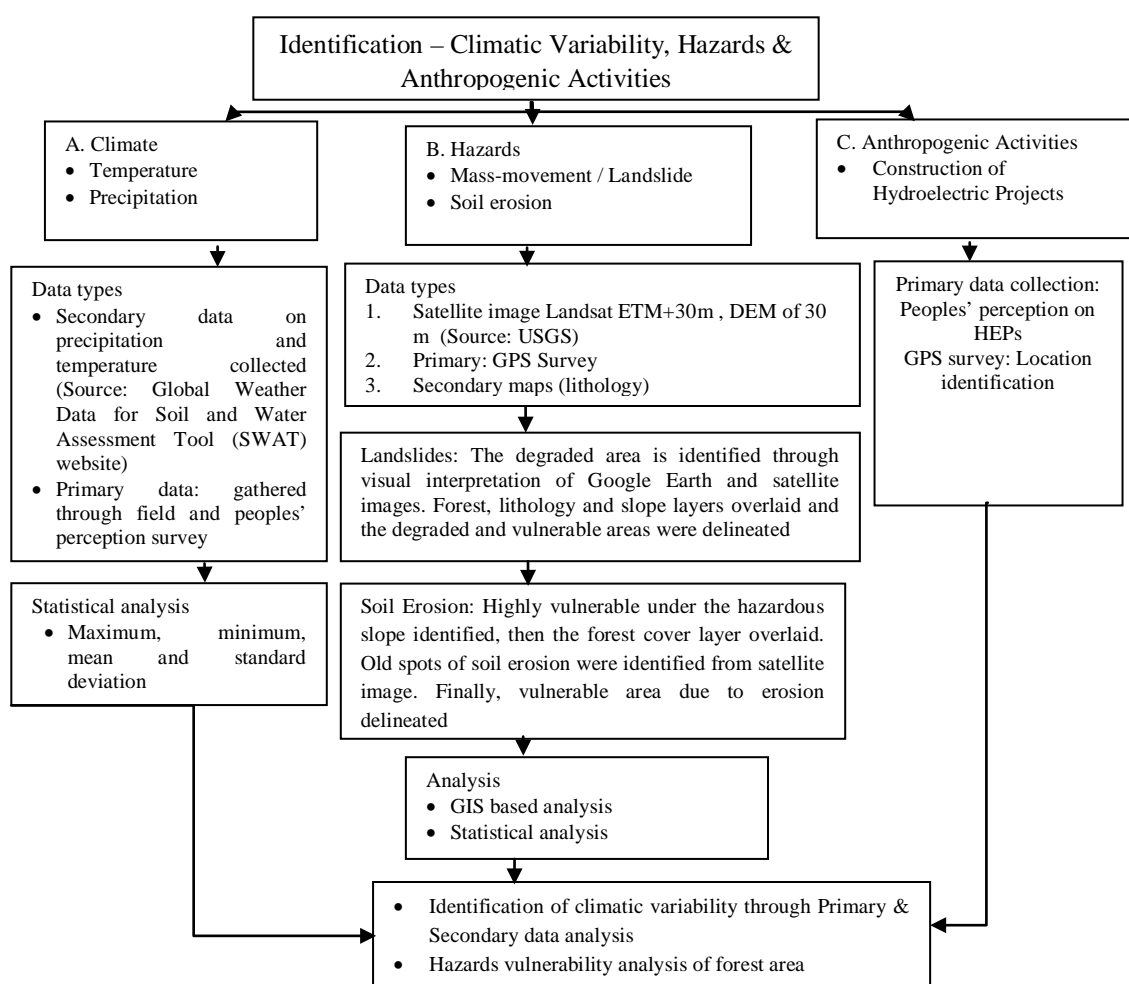 Identification – Climatic Variability, Hazards &
Anthropogenic Activities
A. Climate
• Temperature
• Precipitation
B. Hazards
• Mass-movement / Landslide
• Soil erosion
C. Anthropogenic Activities
• Construction of
Hydroelectric Projects
Data types
• Secondary data on
precipitation and
temperature collected
(Source: Global Weather
Data for Soil and Water
Assessment Tool (SWAT)
website)
• Primary data: gathered
through field and peoples’
perception survey
Data types
1. Satellite image Landsat ETM+30m , DEM of 30
m (Source: USGS)
2. Primary: GPS Survey
3. Secondary maps (lithology)
Primary data collection:
Peoples’ perception on
HEPs
GPS survey: Location
identification
Landslides: The degraded area is identified through
visual interpretation of Google Earth and satellite
images. Forest, lithology and slope layers overlaid and
the degraded and vulnerable areas were delineated
Statistical analysis
• Maximum, minimum,
mean and standard
deviation
Soil Erosion: Highly vulnerable under the hazardous
slope identified, then the forest cover layer overlaid.
Old spots of soil erosion were identified from satellite
image. Finally, vulnerable area due to erosion
delineated
Analysis
• GIS based analysis
• Statistical analysis
• Identification of climatic variability through Primary &
Secondary data analysis
• Hazards vulnerability analysis of forest area